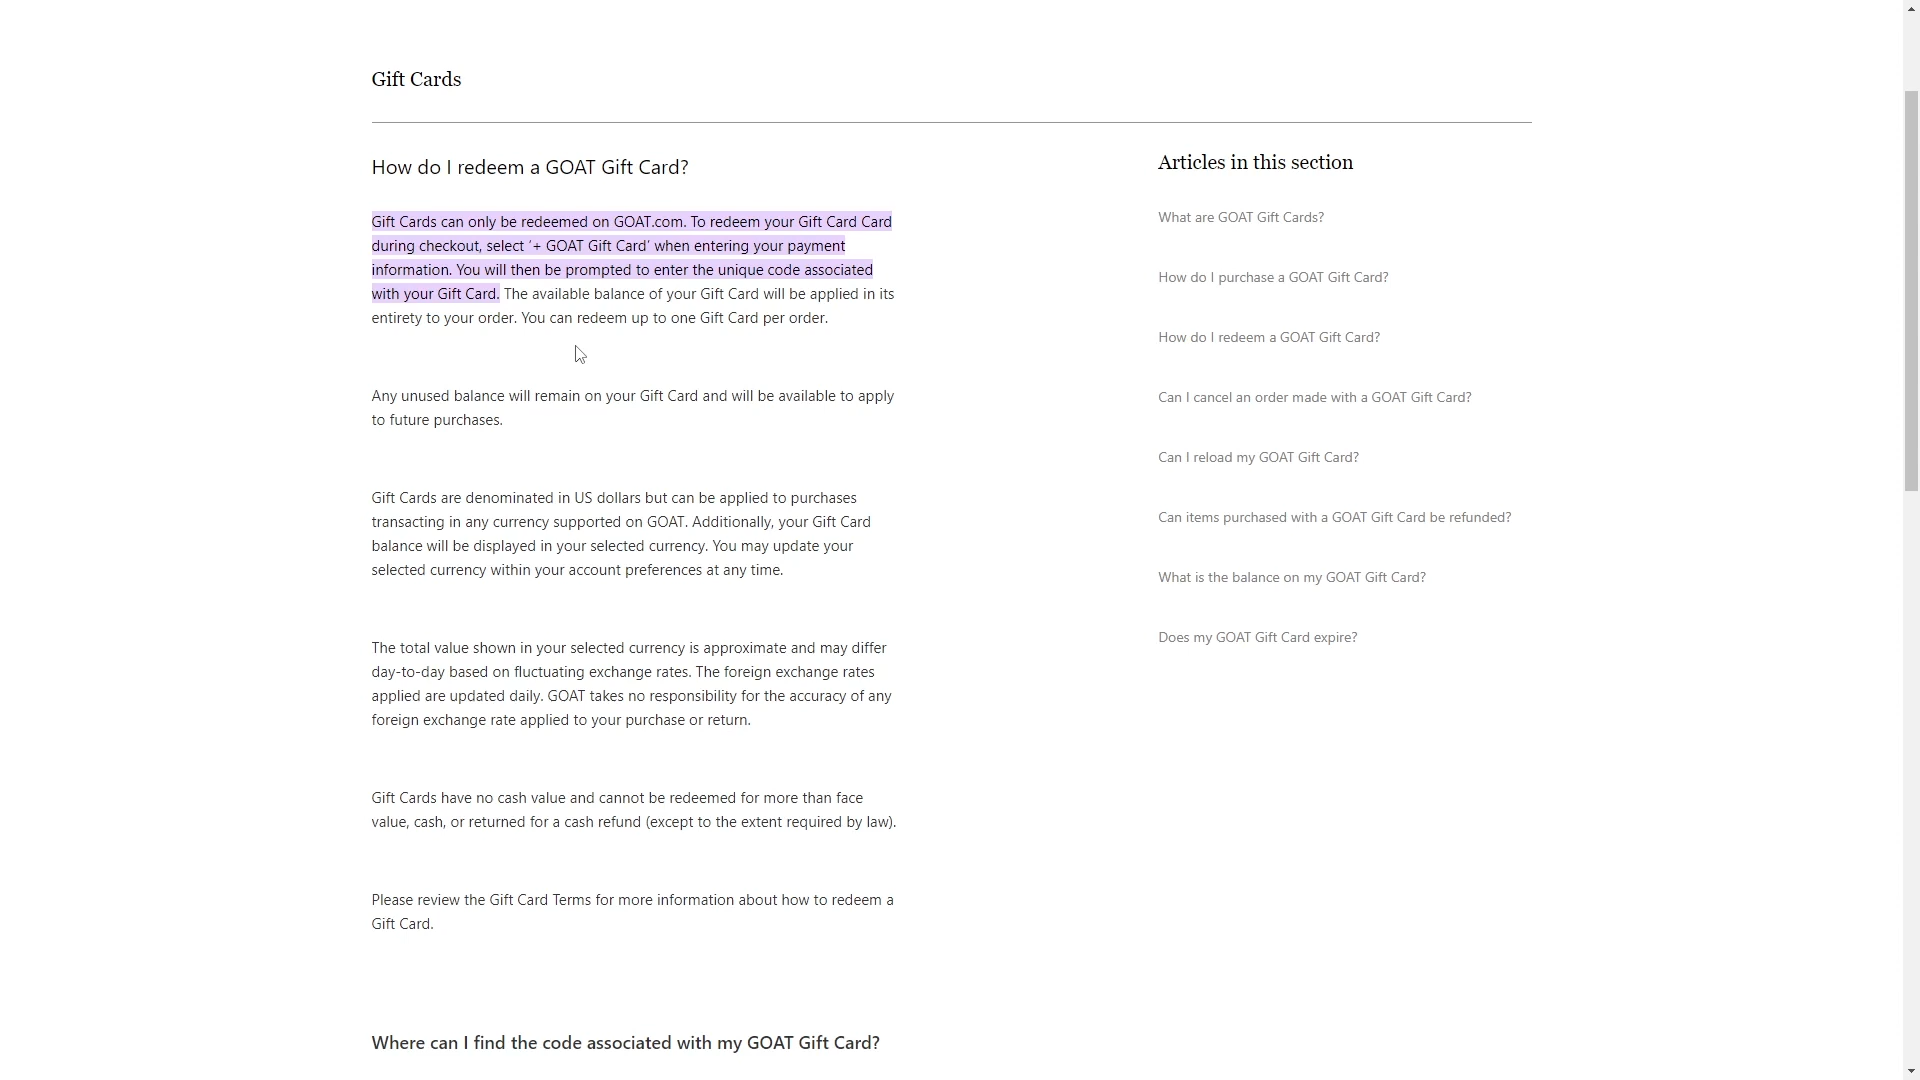 Gift Cards
How do I redeem a GOAT Gift Card?
Gift Cards can only be redeemed on GOAT.com. To redeem your Gift Card Card
during checkout, select ‘+ GOAT Gift Card’ when entering your payment
information. You will then be prompted to enter the unique code associated
with your Gift Card. The available balance of your Gift Card will be applied in its
entirety to your order. You can redeem up to one Gift Card per order.
Any unused balance will remain on your Gift Card and will be available to apply
to future purchases.
Gift Cards are denominated in US dollars but can be applied to purchases
transacting in any currency supported on GOAT. Additionally, your Gift Card
balance will be displayed in your selected currency. You may update your
selected currency within your account preferences at any time.
The total value shown in your selected currency is approximate and may differ
day-to-day based on fluctuating exchange rates. The foreign exchange rates
applied are updated daily. GOAT takes no responsibility for the accuracy of any
foreign exchange rate applied to your purchase or return.
Gift Cards have no cash value and cannot be redeemed for more than face
value, cash, or returned for a cash refund (except to the extent required by law).
Please review the Gift Card Terms for more information about how to redeem a
Gift Card.
Where can I find the code associated with my GOAT Gift Card?
Articles in this section
What are GOAT Gift Cards?
How do I purchase a GOAT Gift Card?
How do I redeem a GOAT Gift Card?
Can I cancel an order made with a GOAT Gift Card?
Can I reload my GOAT Gift Card?
Can items purchased with a GOAT Gift Card be refunded?
What is the balance on my GOAT Gift Card?
Does my GOAT Gift Card expire?